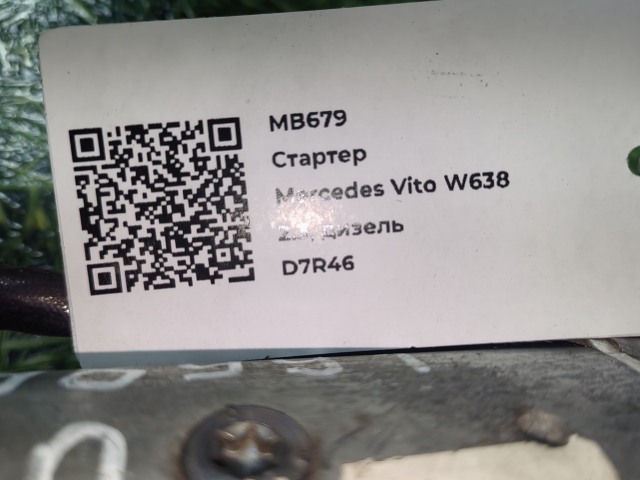 MB679
Стартер
Mercedes Vito W638
дизель
D7R46